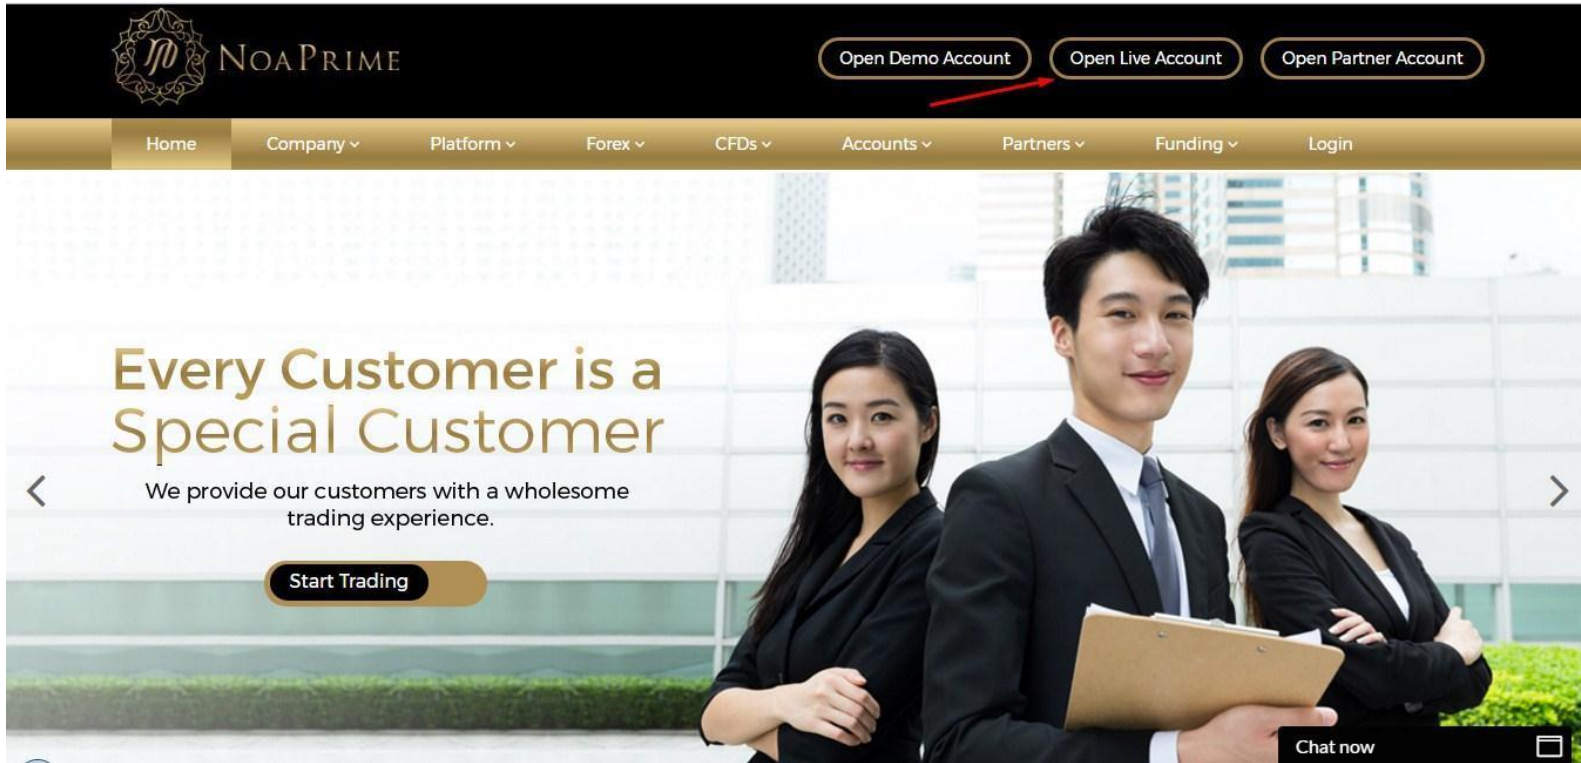 NOAPRIME
Open Demo Account
Open Live Account
Open Partner Account
Home
Company
Platform
Forex
CFDs
Accounts
Partners
Funding
Login
Every Customer is a
Special Customer
We provide our customers with a wholesome
trading experience.
Start Trading
Chat now